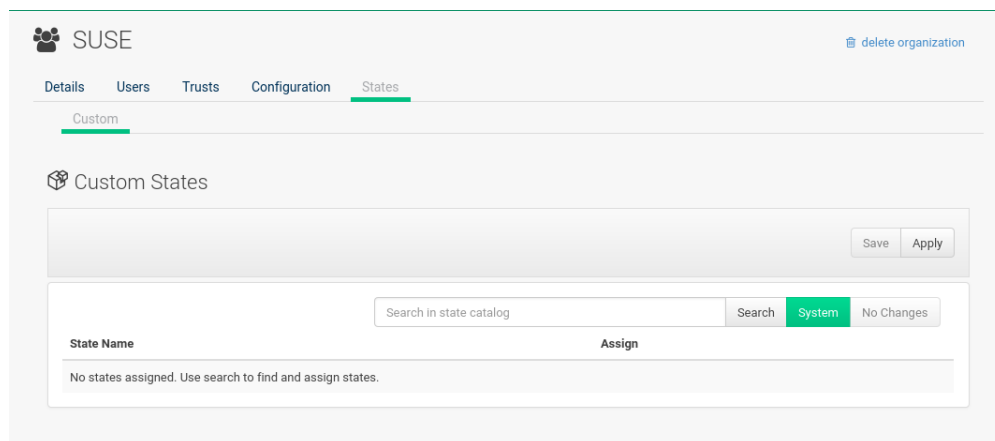 SUSE
delete organization
Details Users Trusts Configuration States
Custom
Custom States
Save Apply
Search in state catalog Search System No Changes
State Name Assign
No states assigned. Use search to find and assign states.